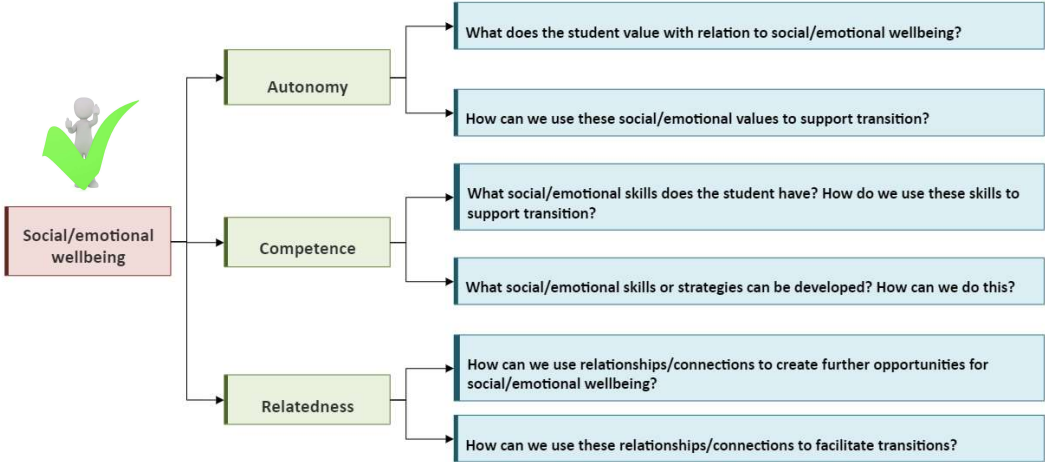 Social/emotional
wellbeing
Autonomy
What does the student value with relation to social/emotional wellbeing?
How can we use these social/emotional values to support transition?
Competence
What social/emotional skills does the student have? How do we use these skills to
support transition?
What social/emotional skills or strategies can be developed? How can we do this?
Relatedness
How can we use relationships/connections to create further opportunities for
social/emotional wellbeing?
How can we use these relationships/connections to facilitate transitions?